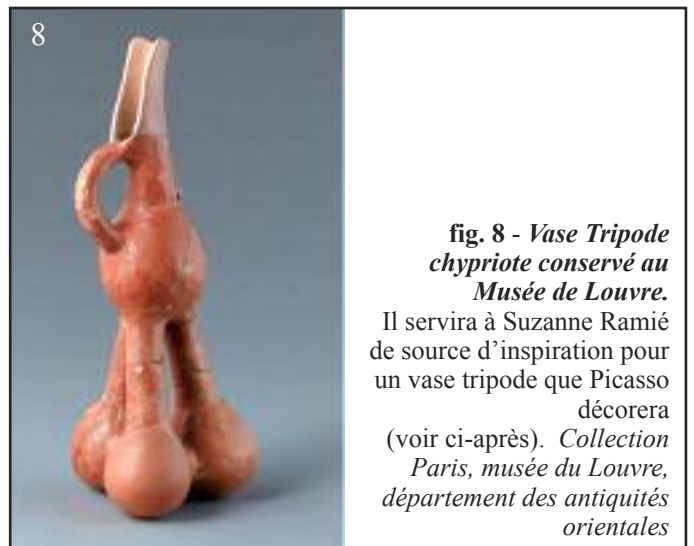 8
fig. 8 - Vase Tripode
chypriote conservé au
Musée de Louvre.
Il servira à Suzanne Ramié
de source d’inspiration pour
un vase tripode que Picasso
décorera
(voir ci-après). Collection
Paris, musée du Louvre,
département des antiquités
orientales